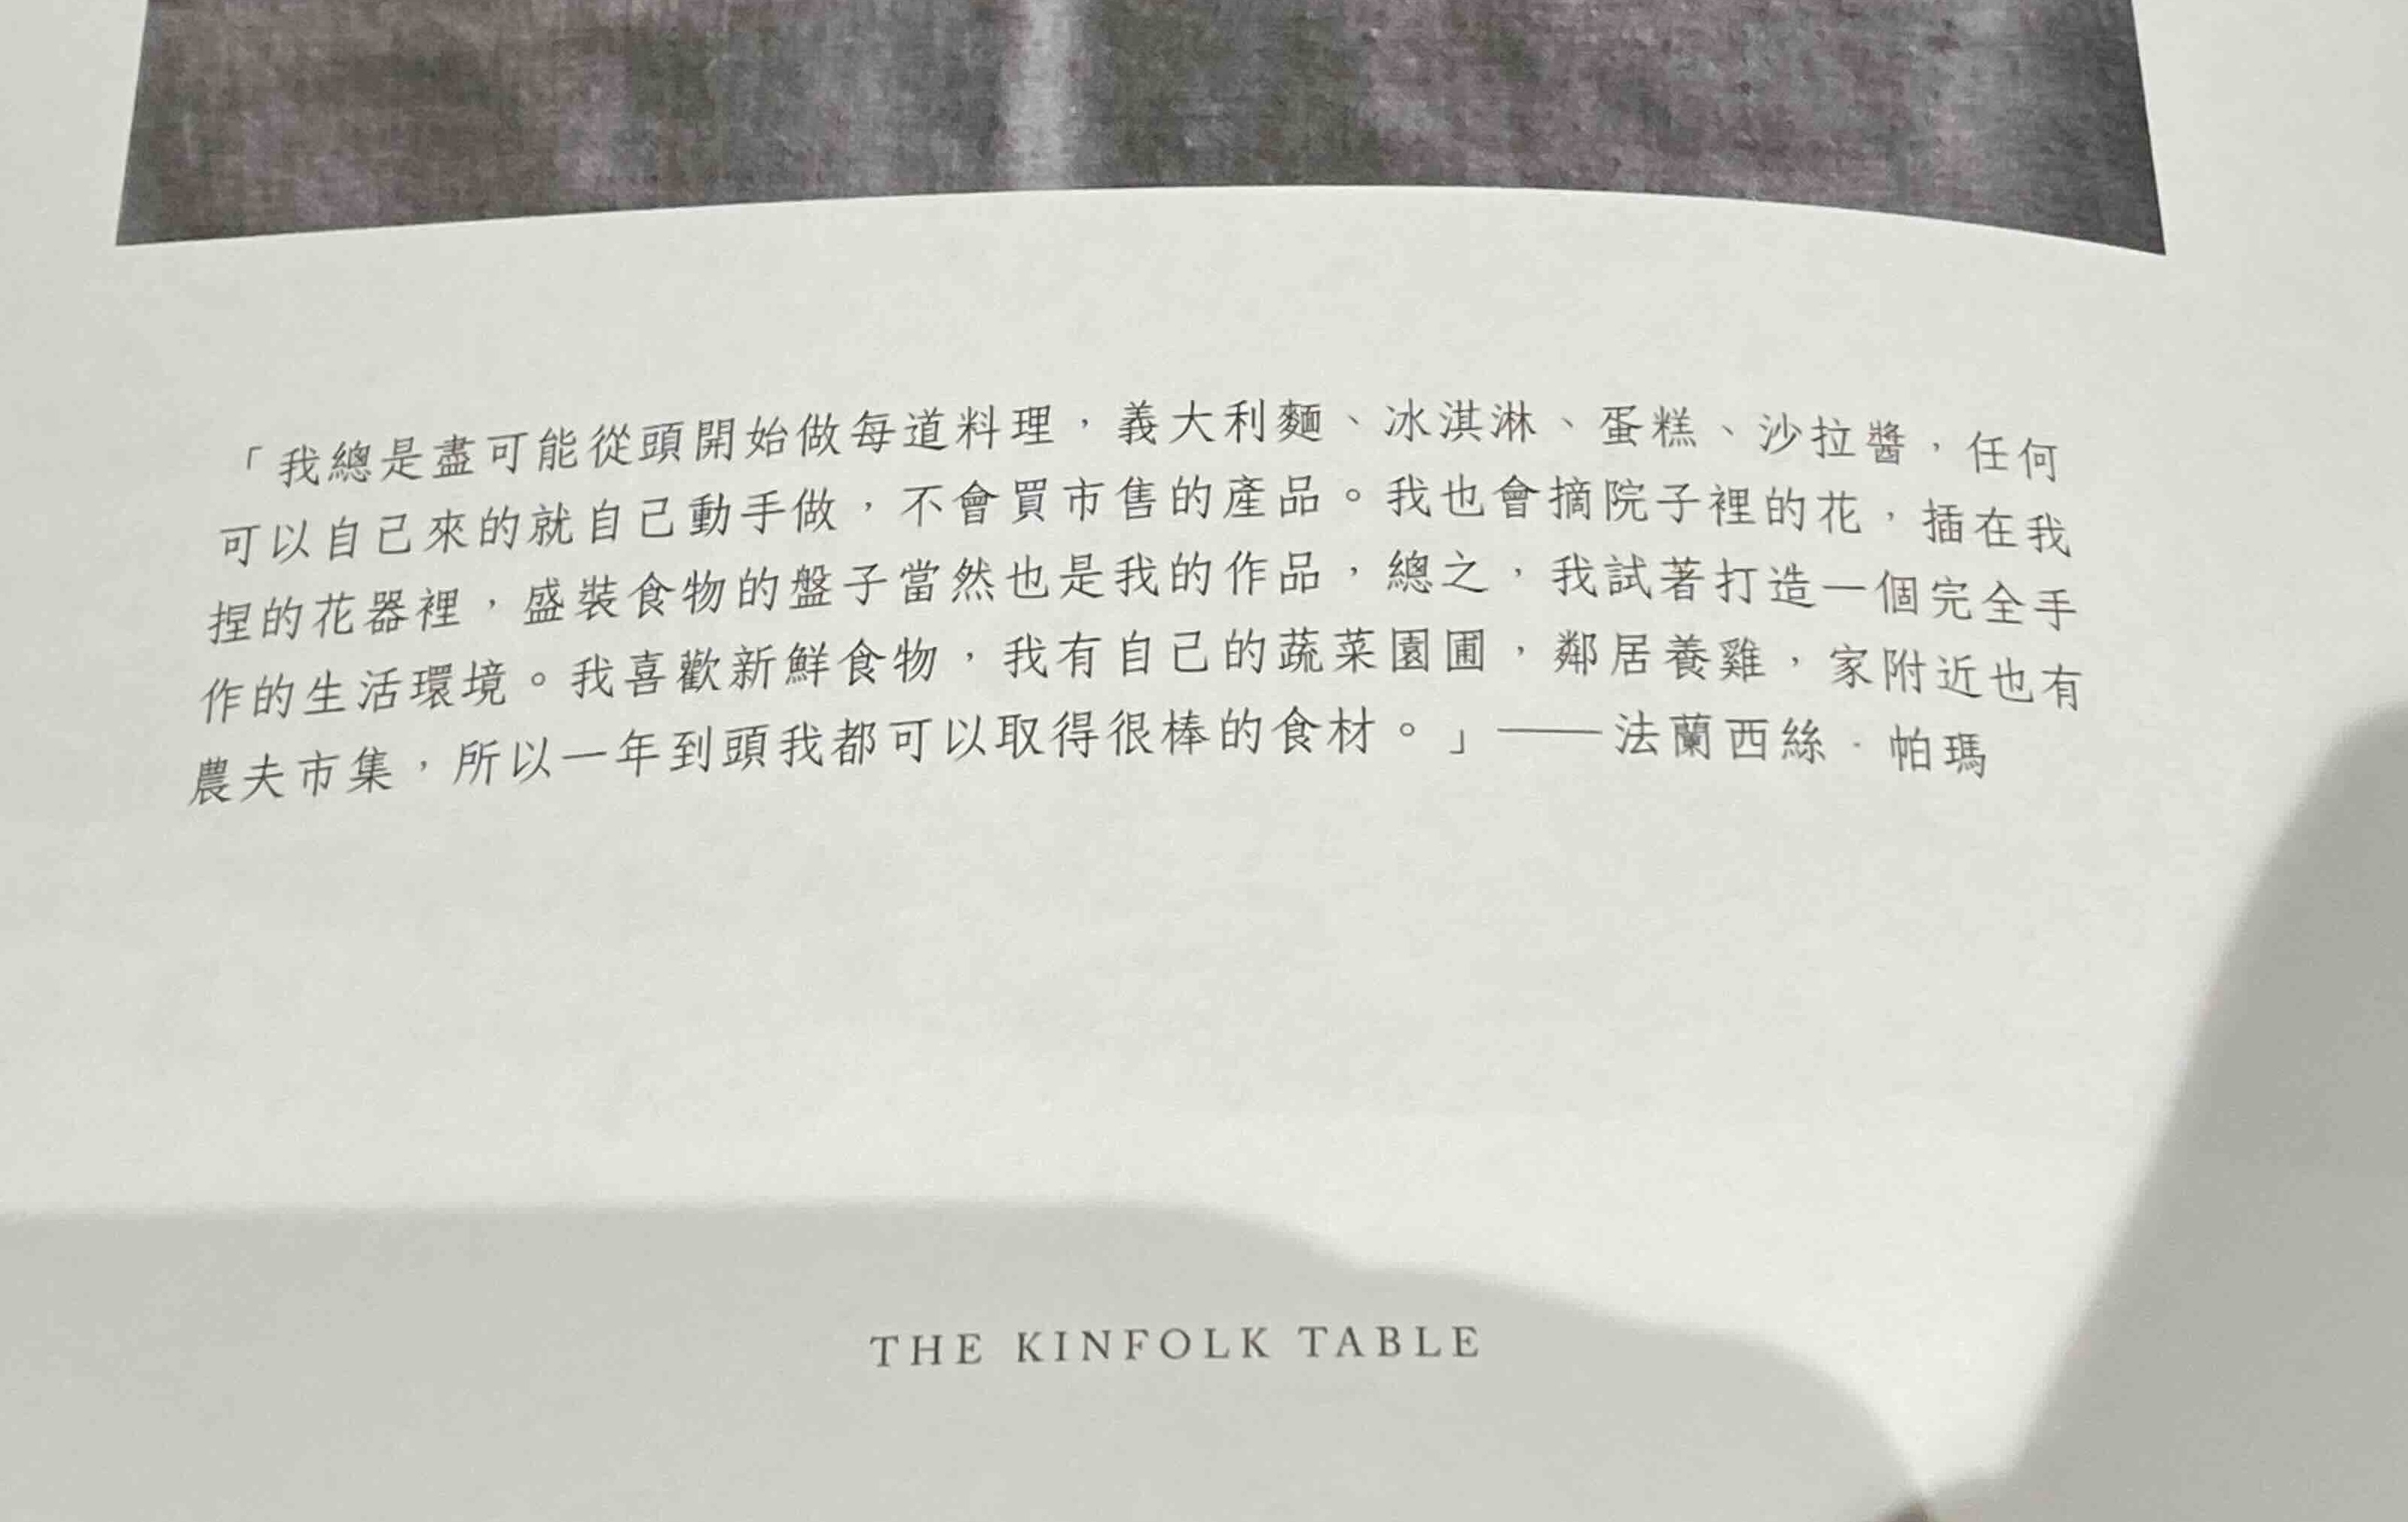 「我總是盡可能從頭開始做每道料理，義大利麵、冰淇淋、蛋糕、沙拉醬，任何
可以自己來的就自己動手做，不會買市售的產品。我也會摘院子裡的花，插在我
捏的花器裡，盛裝食物的盤子當然也是我的作品，總之，我試著打造一個完全手
作的生活環境。我喜歡新鮮食物，我有自己的蔬菜園圃，鄰居養雞，家附近也有
農夫市集，所以一年到頭我都可以取得很棒的食材。」——法蘭西絲·帕瑪
THE KINFOLK TABLE